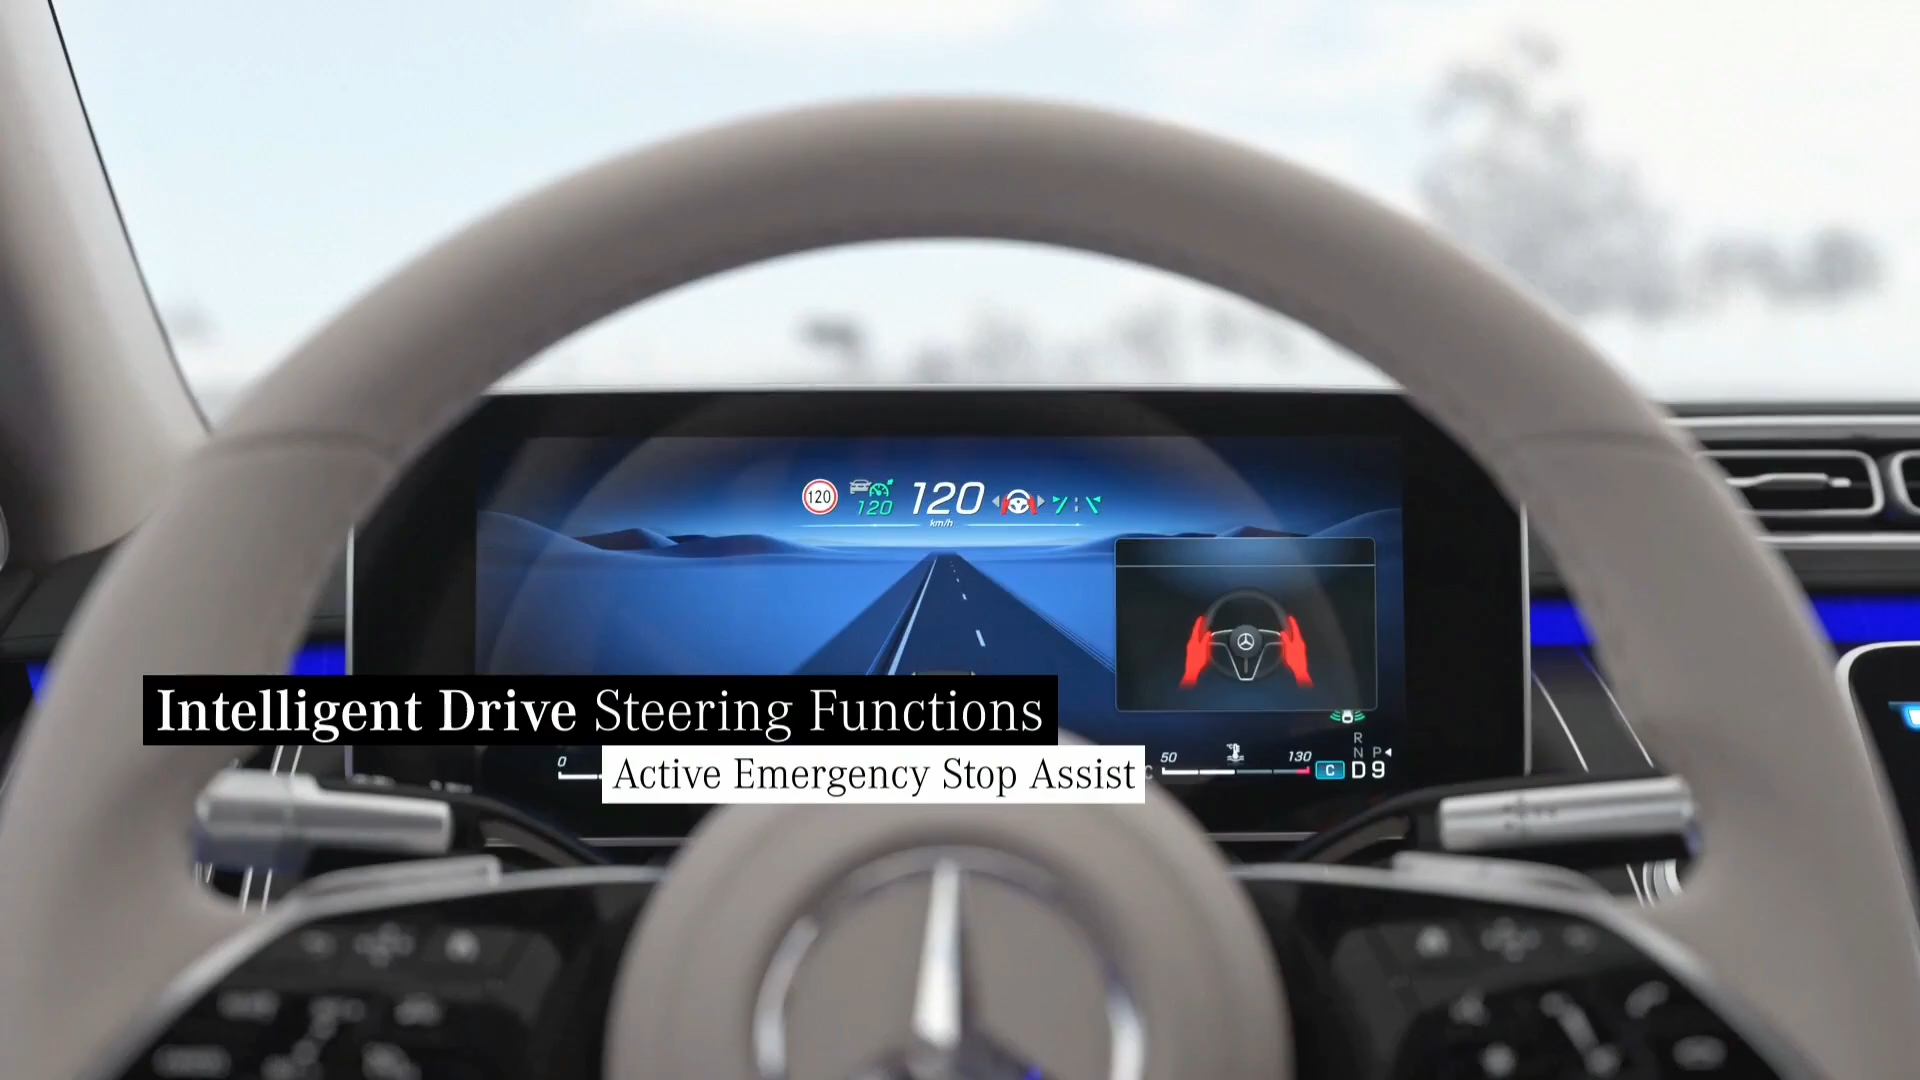 120
120
120
km/h
Intelligent Drive Steering Functions
Active Emergency Stop Assist
0
50
130
R
N P
C D9